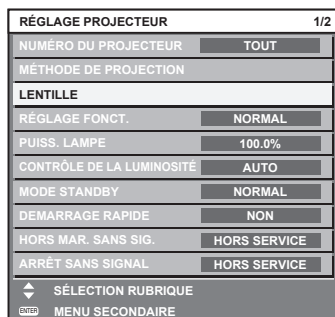 RÉGLAGE PROJECTEUR 1/2
NUMÉRO DU PROJECTEUR TOUT
MÉTHODE DE PROJECTION
LENTILLE
RÉGLAGE FONCT. NORMAL
PUISS. LAMPE 100.0%
CONTRÔLE DE LA LUMINOSITÉ AUTO
MODE STANDBY NORMAL
DEMARRAGE RAPIDE NON
HORS MAR. SANS SIG. HORS SERVICE
ARRÊT SANS SIGNAL HORS SERVICE
SÉLECTION RUBRIQUE
ENTER MENU SECONDAIRE